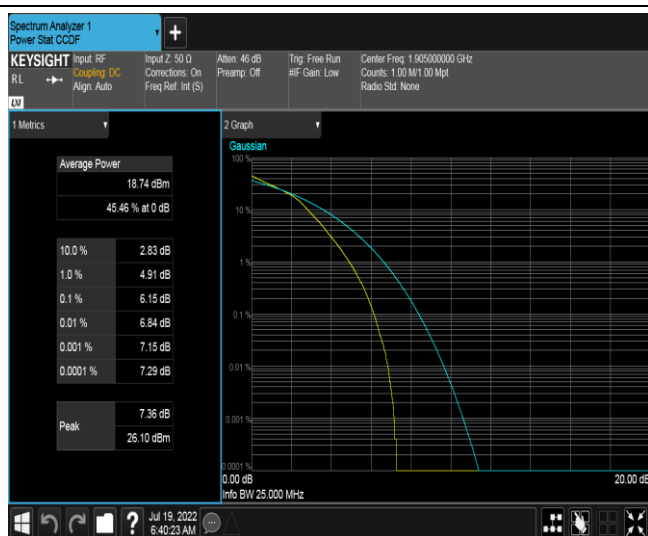 Spectrum Analyzer 1
Power Stat CCDF
+
KEYSIGHT
RL
LXI
Input: RF
Coupling: DC
Align: Auto
Input Z: 50 Ω
Corrections: On
Freq Ref: Int (S)
Atten: 46 dB
Preamp: Off
Trig: Free Run
#IF Gain: Low
Center Freq: 1.905000000 GHz
Counts: 1.00 M/1.00 Mpt
Radio Std: None
1 Metrics
Average Power
18.74 dBm
45.46 % at 0 dB
10.0 % 2.83 dB
1.0 % 4.91 dB
0.1 % 6.15 dB
0.01 % 6.84 dB
0.001 % 7.15 dB
0.0001 % 7.29 dB
Peak
7.36 dB
26.10 dBm
2 Graph
Gaussian
100 %
10 %
1 %
0.1 %
0.01 %
0.001 %
0.0001 %
0.00 dB
20.00 dB
Info BW 25.000 MHz
?
Jul 19, 2022
6:40:23 AM